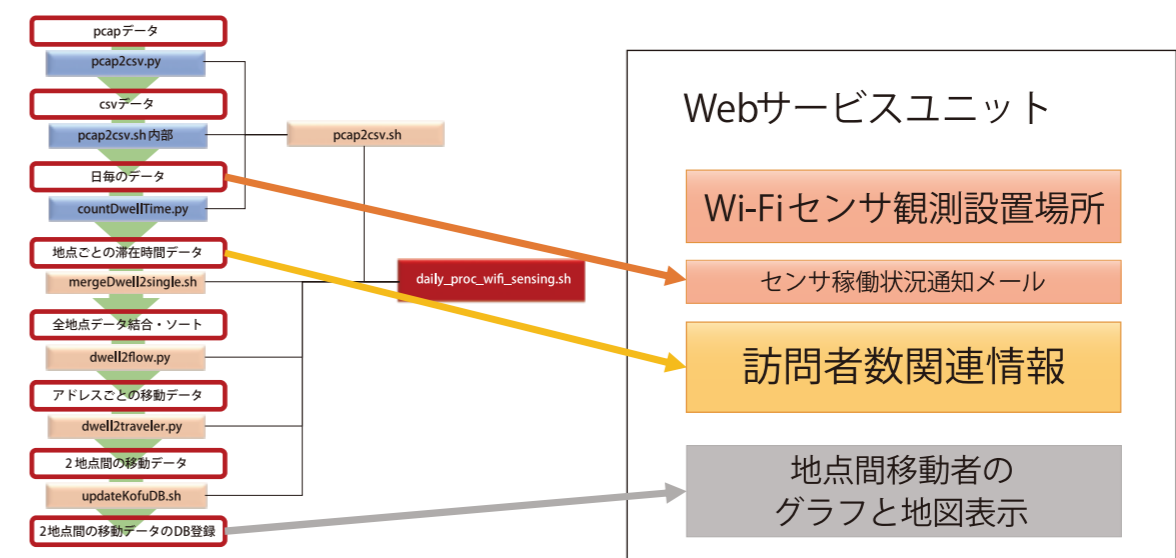 pcapデータ
pcap2csv.py
csvデータ
pcap2csv.sh内部
日毎のデータ
countDwellTime.py
地点ごとの滞在時間データ
mergeDwell2single.sh
全地点データ結合・ソート
dwell2flow.py
アドレスごとの移動データ
dwell2traveler.py
2地点間の移動データ
updateKofuDB.sh
2地点間の移動データのDB登録
pcap2csv.sh
daily_proc_wifi_sensing.sh
Webサービスユニット
Wi-Fiセンサ観測設置場所
センサ稼働状況通知メール
訪問者数関連情報
地点間移動者の
グラフと地図表示